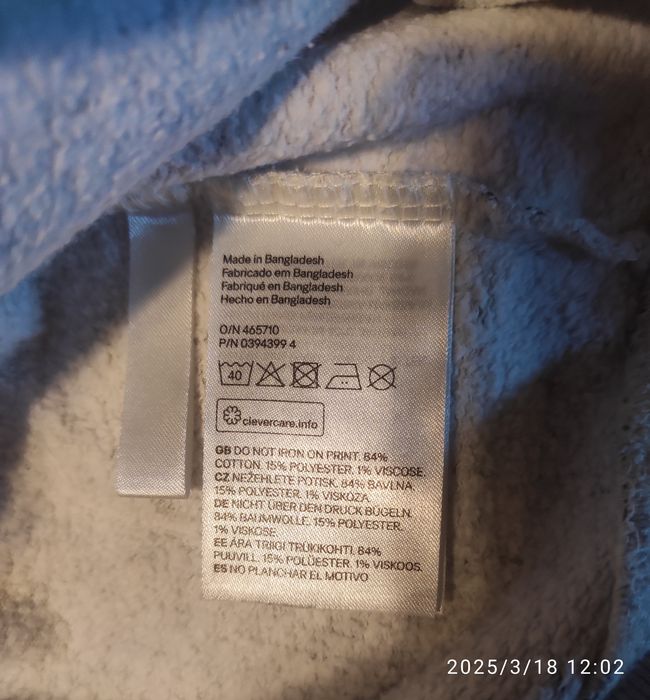 Made in Bangladesh
Fabricado em Bangladesh
Fabriqué en Bangladesh
Hecho en Bangladesh
O/N 465710
P/N 0394399 4
40
clevercare.info
GB DO NOT IRON ON PRINT. 84%
COTTON. 15% POLYESTER. 1% VISCOSE.
CZ NEŽEHLETE POTISK. 84% BAVLNA.
15% POLYESTER. 1% VISKÓZA.
DE NICHT ÜBER DEN DRUCK BÜGELN.
84% BAUMWOLLE. 15% POLYESTER.
1% VISKOSE.
EE ÄRA TRIIGI TRÜKIKOHTI. 84%
PUUVILL. 15% POLÜESTER. 1% VISKOOS.
ES NO PLANCHAR EL MOTIVO
2025/3/18 12:02